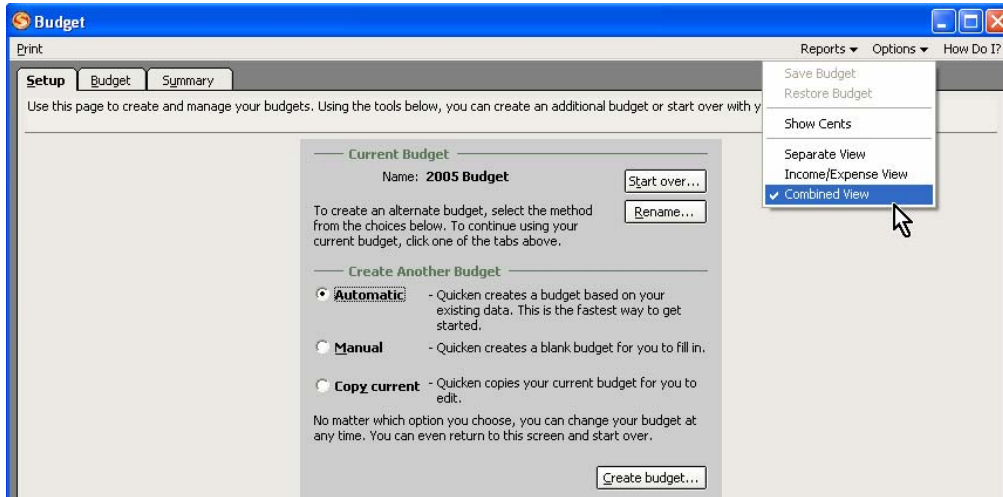 Budget
Print Reports Options How Do I?
Setup Budget Summary
Use this page to create and manage your budgets. Using the tools below, you can create an additional budget or start over with y
Save Budget
Restore Budget
Show Cents
Separate View
Income/Expense View
Combined View
Current Budget
Name: 2005 Budget
Start over...
To create an alternate budget, select the method
from the choices below. To continue using your
current budget, click one of the tabs above.
Rename...
Create Another Budget
Automatic - Quicken creates a budget based on your
existing data. This is the fastest way to get
started.
Manual - Quicken creates a blank budget for you to fill in.
Copy current - Quicken copies your current budget for you to
edit.
No matter which option you choose, you can change your budget at
any time. You can even return to this screen and start over.
Create budget...